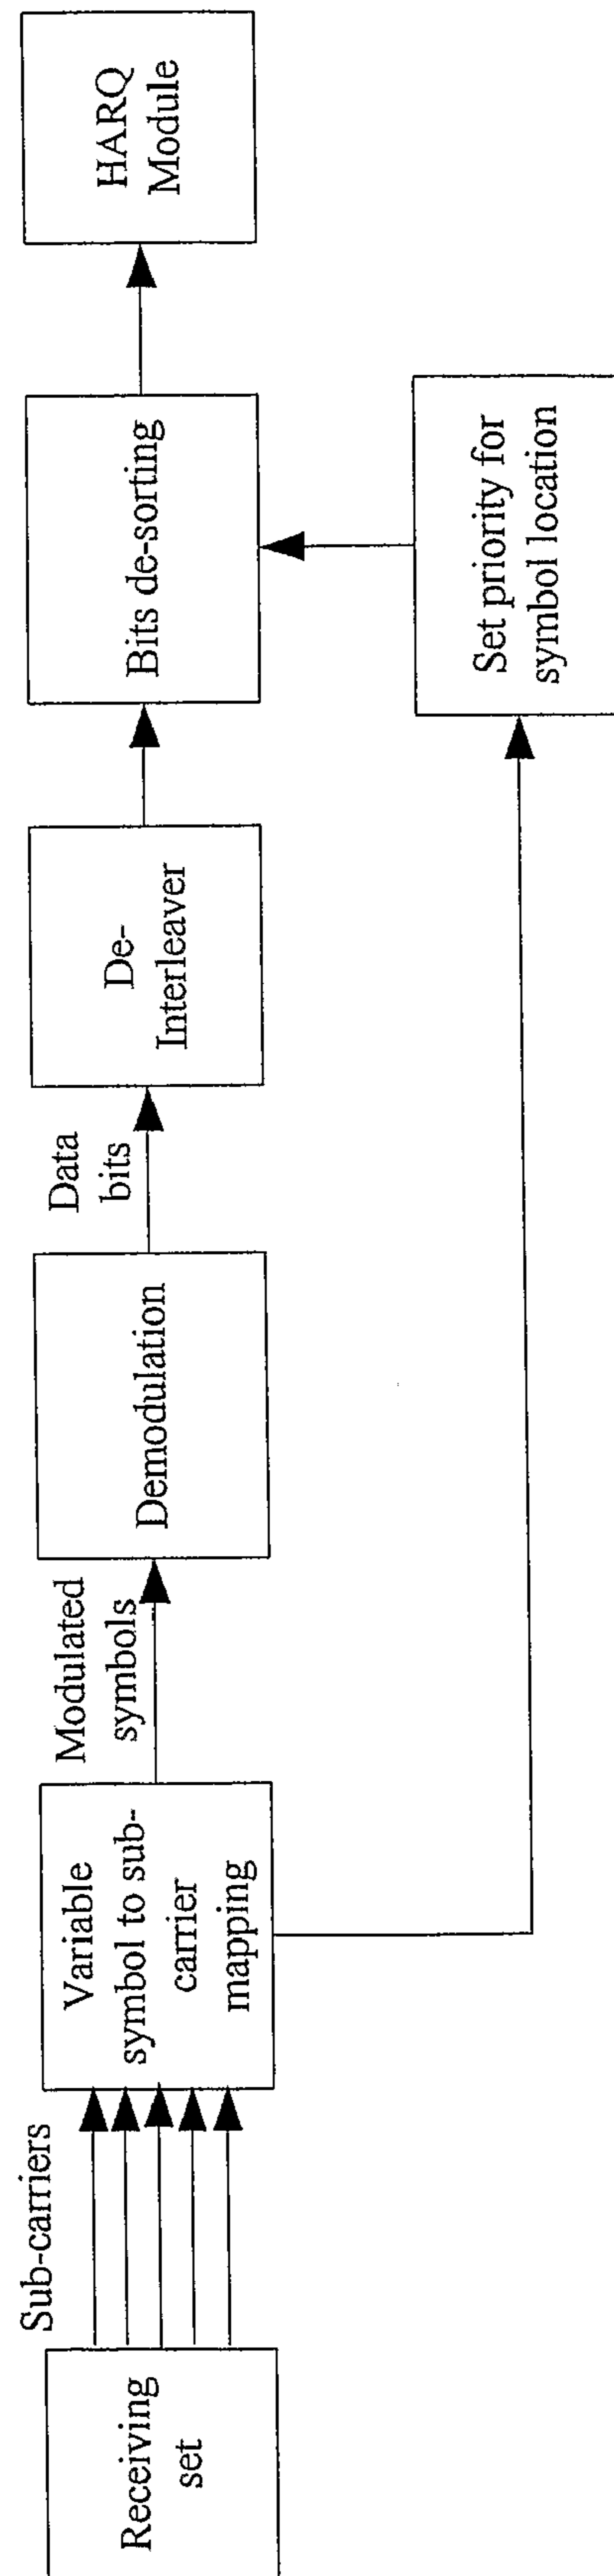 Receiving
set
Sub-carriers
Variable
symbol to sub-
carrier
mapping
Modulated
symbols
Demodulation
Data
bits
De-
Interleaver
Bits de-sorting
HARQ
Module
Set priority for
symbol location